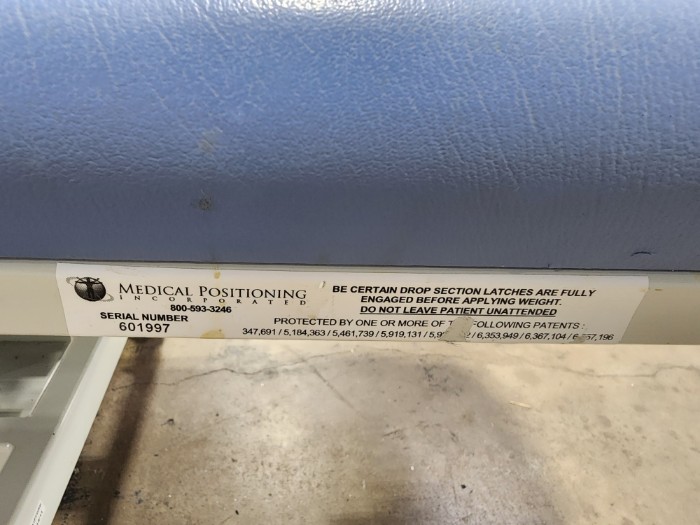 MEDICAL POSITIONING
INCORPORATED
800-593-3246
SERIAL NUMBER
601997
BE CERTAIN DROP SECTION LATCHES ARE FULLY
ENGAGED BEFORE APPLYING WEIGHT.
DO NOT LEAVE PATIENT UNATTENDED
PROTECTED BY ONE OR MORE OF FOLLOWING PATENTS :
347,691 / 5,184,363 / 5,461,739 / 5,919,131 / / 6,353,949 / 6,367,104 /